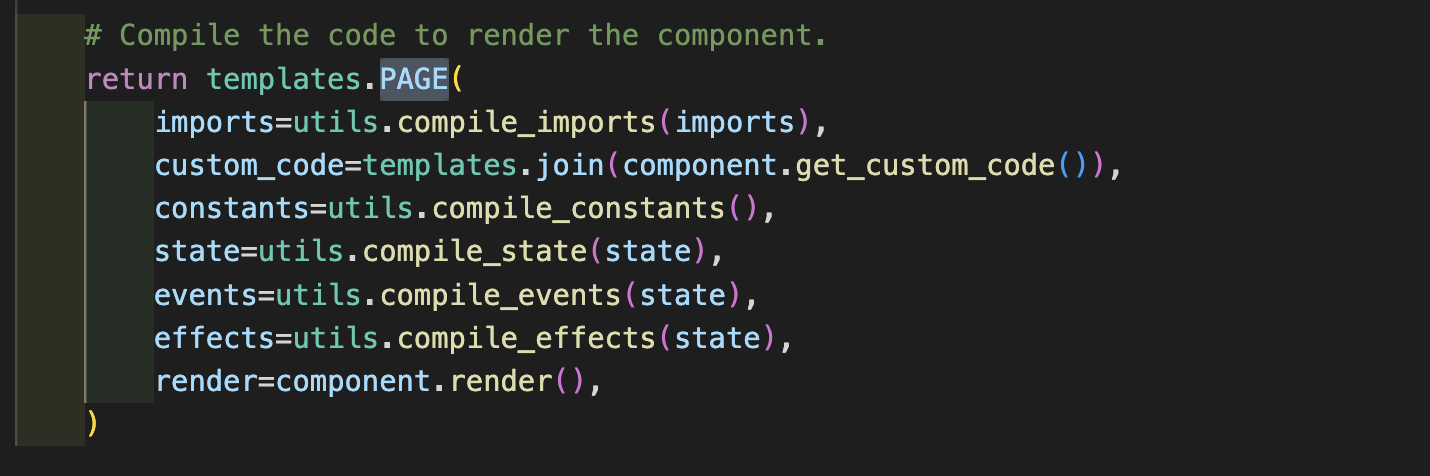 # Compile the code to render the component.
return templates.PAGE(
    imports=utils.compile_imports(imports),
    custom_code=templates.join(component.get_custom_code()),
    constants=utils.compile_constants(),
    state=utils.compile_state(state),
    events=utils.compile_events(state),
    effects=utils.compile_effects(state),
    render=component.render(),
)